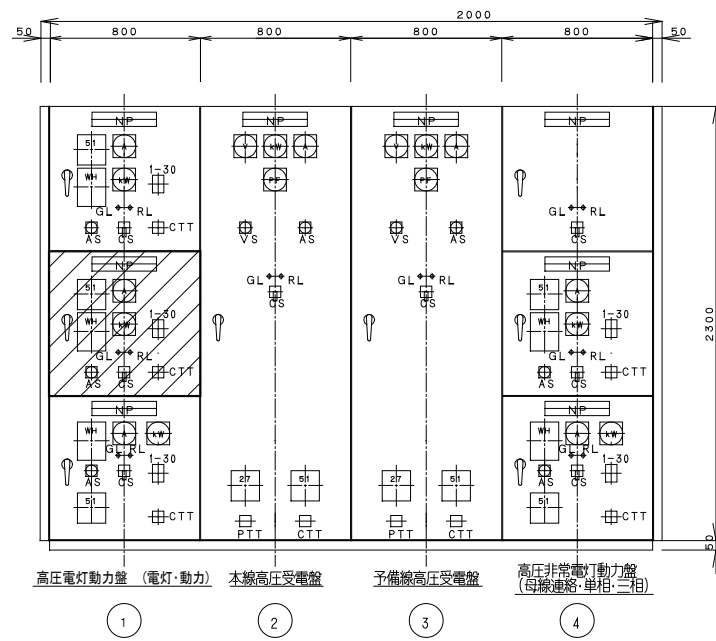 2000
50 800 800 800 800 50
NP NP NP NP
51 A V kW A V kW A
WH kW 1-30 PF PF
GL RL
AS CS CTT VS AS VS AS CS
NP GL RL GL RL NP
51 A CS CS 51 A
WH kW 1-30 WH kW 1-30
GL RL GL RL
AS CS CTT AS CS CTT
2300
NP NP
WH A kW WH A kW
GL RL GL RL
1-30 1-30
AS CS 27 51 27 51 AS CS
51 CTT PTT CTT PTT CTT 51 CTT
50
高圧電灯動力盤 (電灯・動力) 本線高圧受電盤 予備線高圧受電盤 高圧非常電灯動力盤
(母線連絡・単相・三相)
1 2 3 4